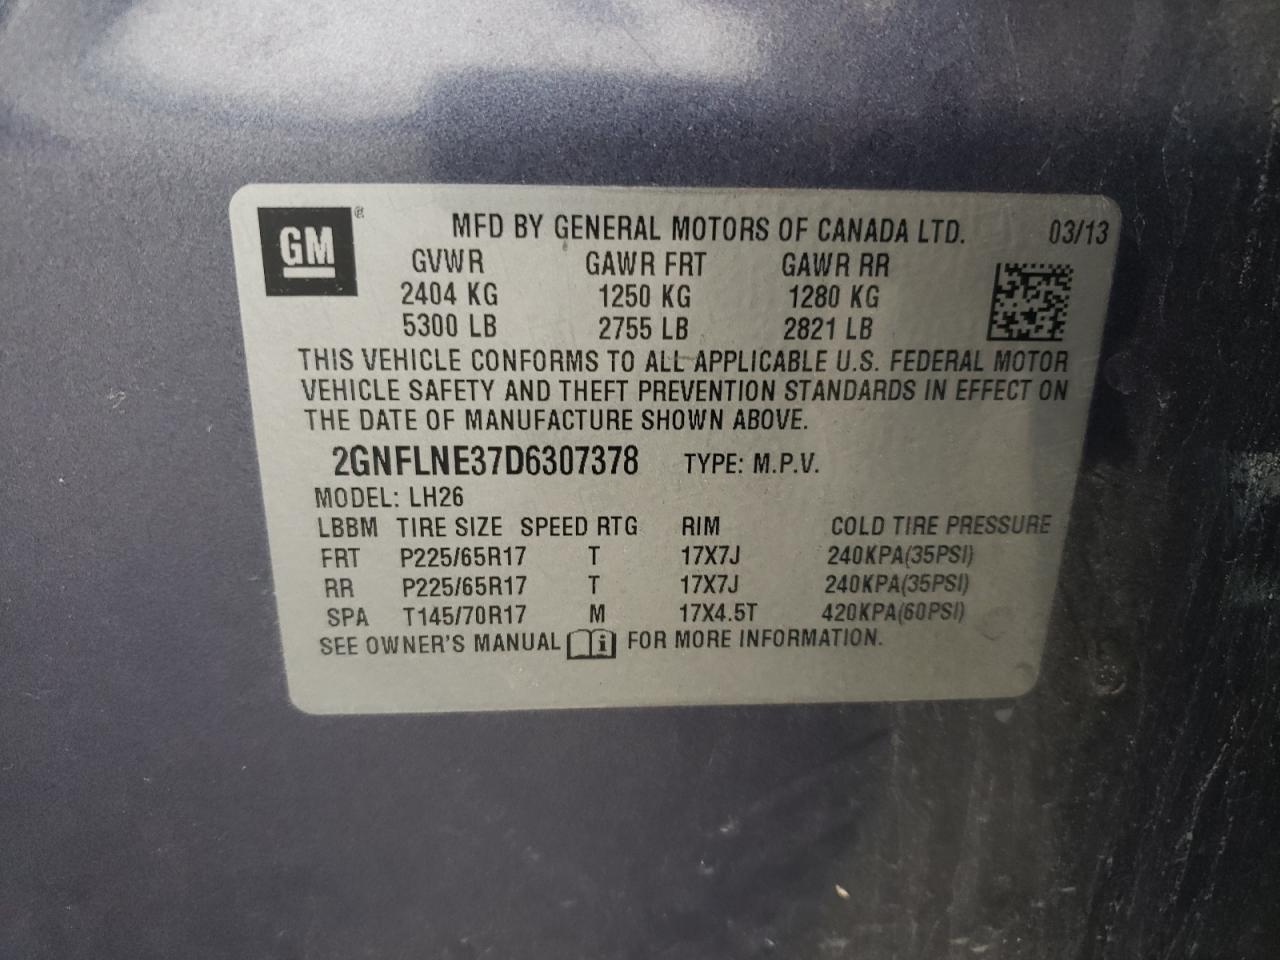 GM® MFD BY GENERAL MOTORS OF CANADA LTD. 03/13
GVWR GAWR FRT GAWR RR
2404 KG 1250 KG 1280 KG
5300 LB 2755 LB 2821 LB
THIS VEHICLE CONFORMS TO ALL APPLICABLE U.S. FEDERAL MOTOR
VEHICLE SAFETY AND THEFT PREVENTION STANDARDS IN EFFECT ON
THE DATE OF MANUFACTURE SHOWN ABOVE.
2GNFLNE37D6307378 TYPE: M.P.V.
MODEL: LH26
LBBM TIRE SIZE SPEED RTG RIM COLD TIRE PRESSURE
FRT P225/65R17 T 17X7J 240KPA(35PSI)
RR P225/65R17 T 17X7J 240KPA(35PSI)
SPA T145/70R17 M 17X4.5T 420KPA(60PSI)
SEE OWNER'S MANUAL i FOR MORE INFORMATION.